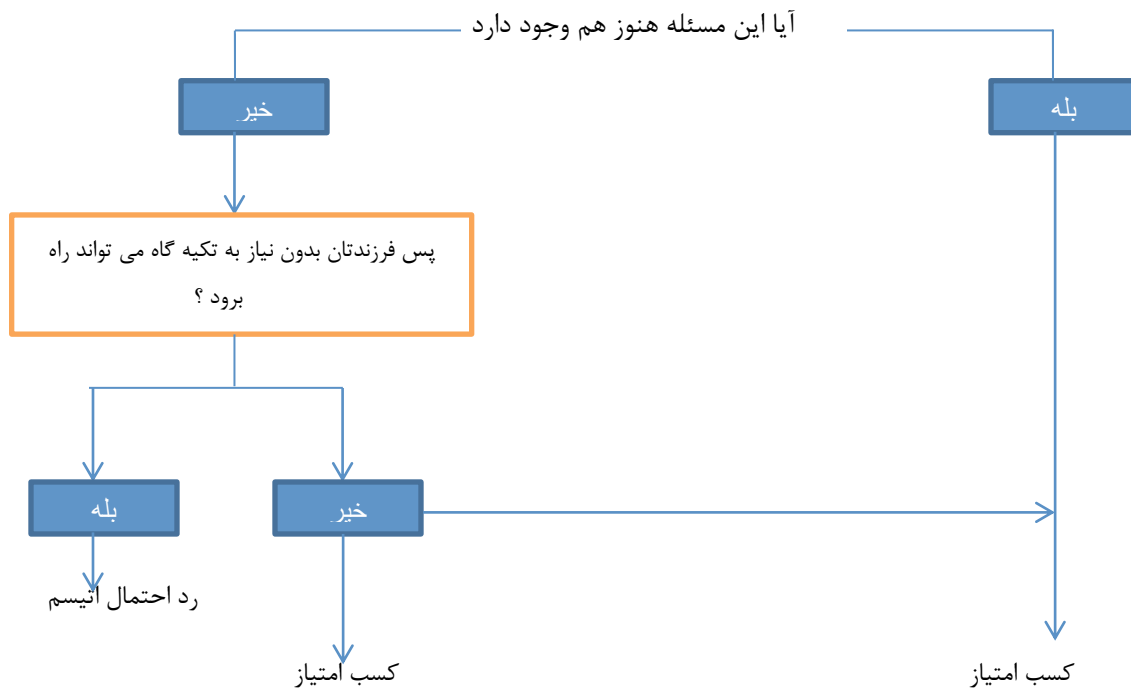 آیا این مسئله هنوز هم وجود دارد
بله
خیر
پس فرزندتان بدون نیاز به تکیه گاه می تواند راه
برود ؟
خیر
بله
رد احتمال اتیسم
کسب امتیاز
کسب امتیاز